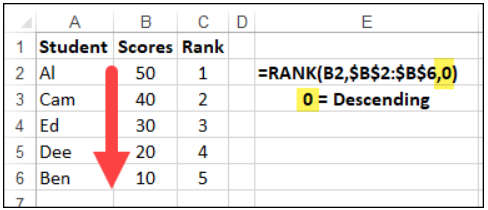 A B C D E
1 Student Scores Rank
2 Al 50 1 =RANK(B2,$B$2:$B$6,0)
3 Cam 40 2 0 = Descending
4 Ed 30 3
5 Dee 20 4
6 Ben 10 5
7